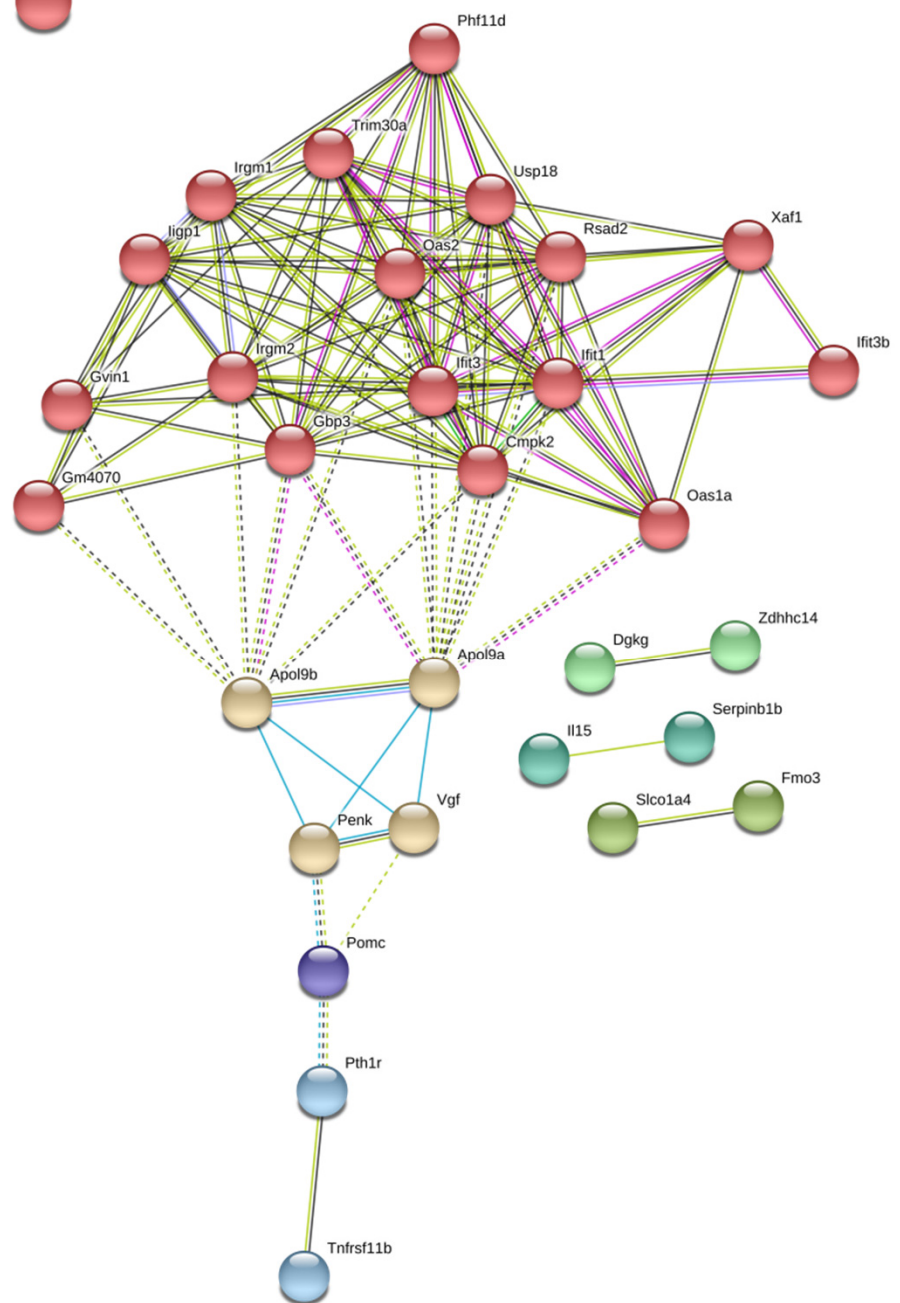 Phf11d
Trim30a
Irgm1
Usp18
Xaf1
Iigp1
Oas2
Rsad2
Ifit3b
Irgm2
Ifit3
Ifit1
Gvin1
Gbp3
Cmpk2
Gm4070
Oas1a
Zdhhc14
Dgkg
Apol9a
Apol9b
Serpinb1b
Il15
Fmo3
Slco1a4
Vgf
Penk
Pomc
Pth1r
Tnfrsf11b